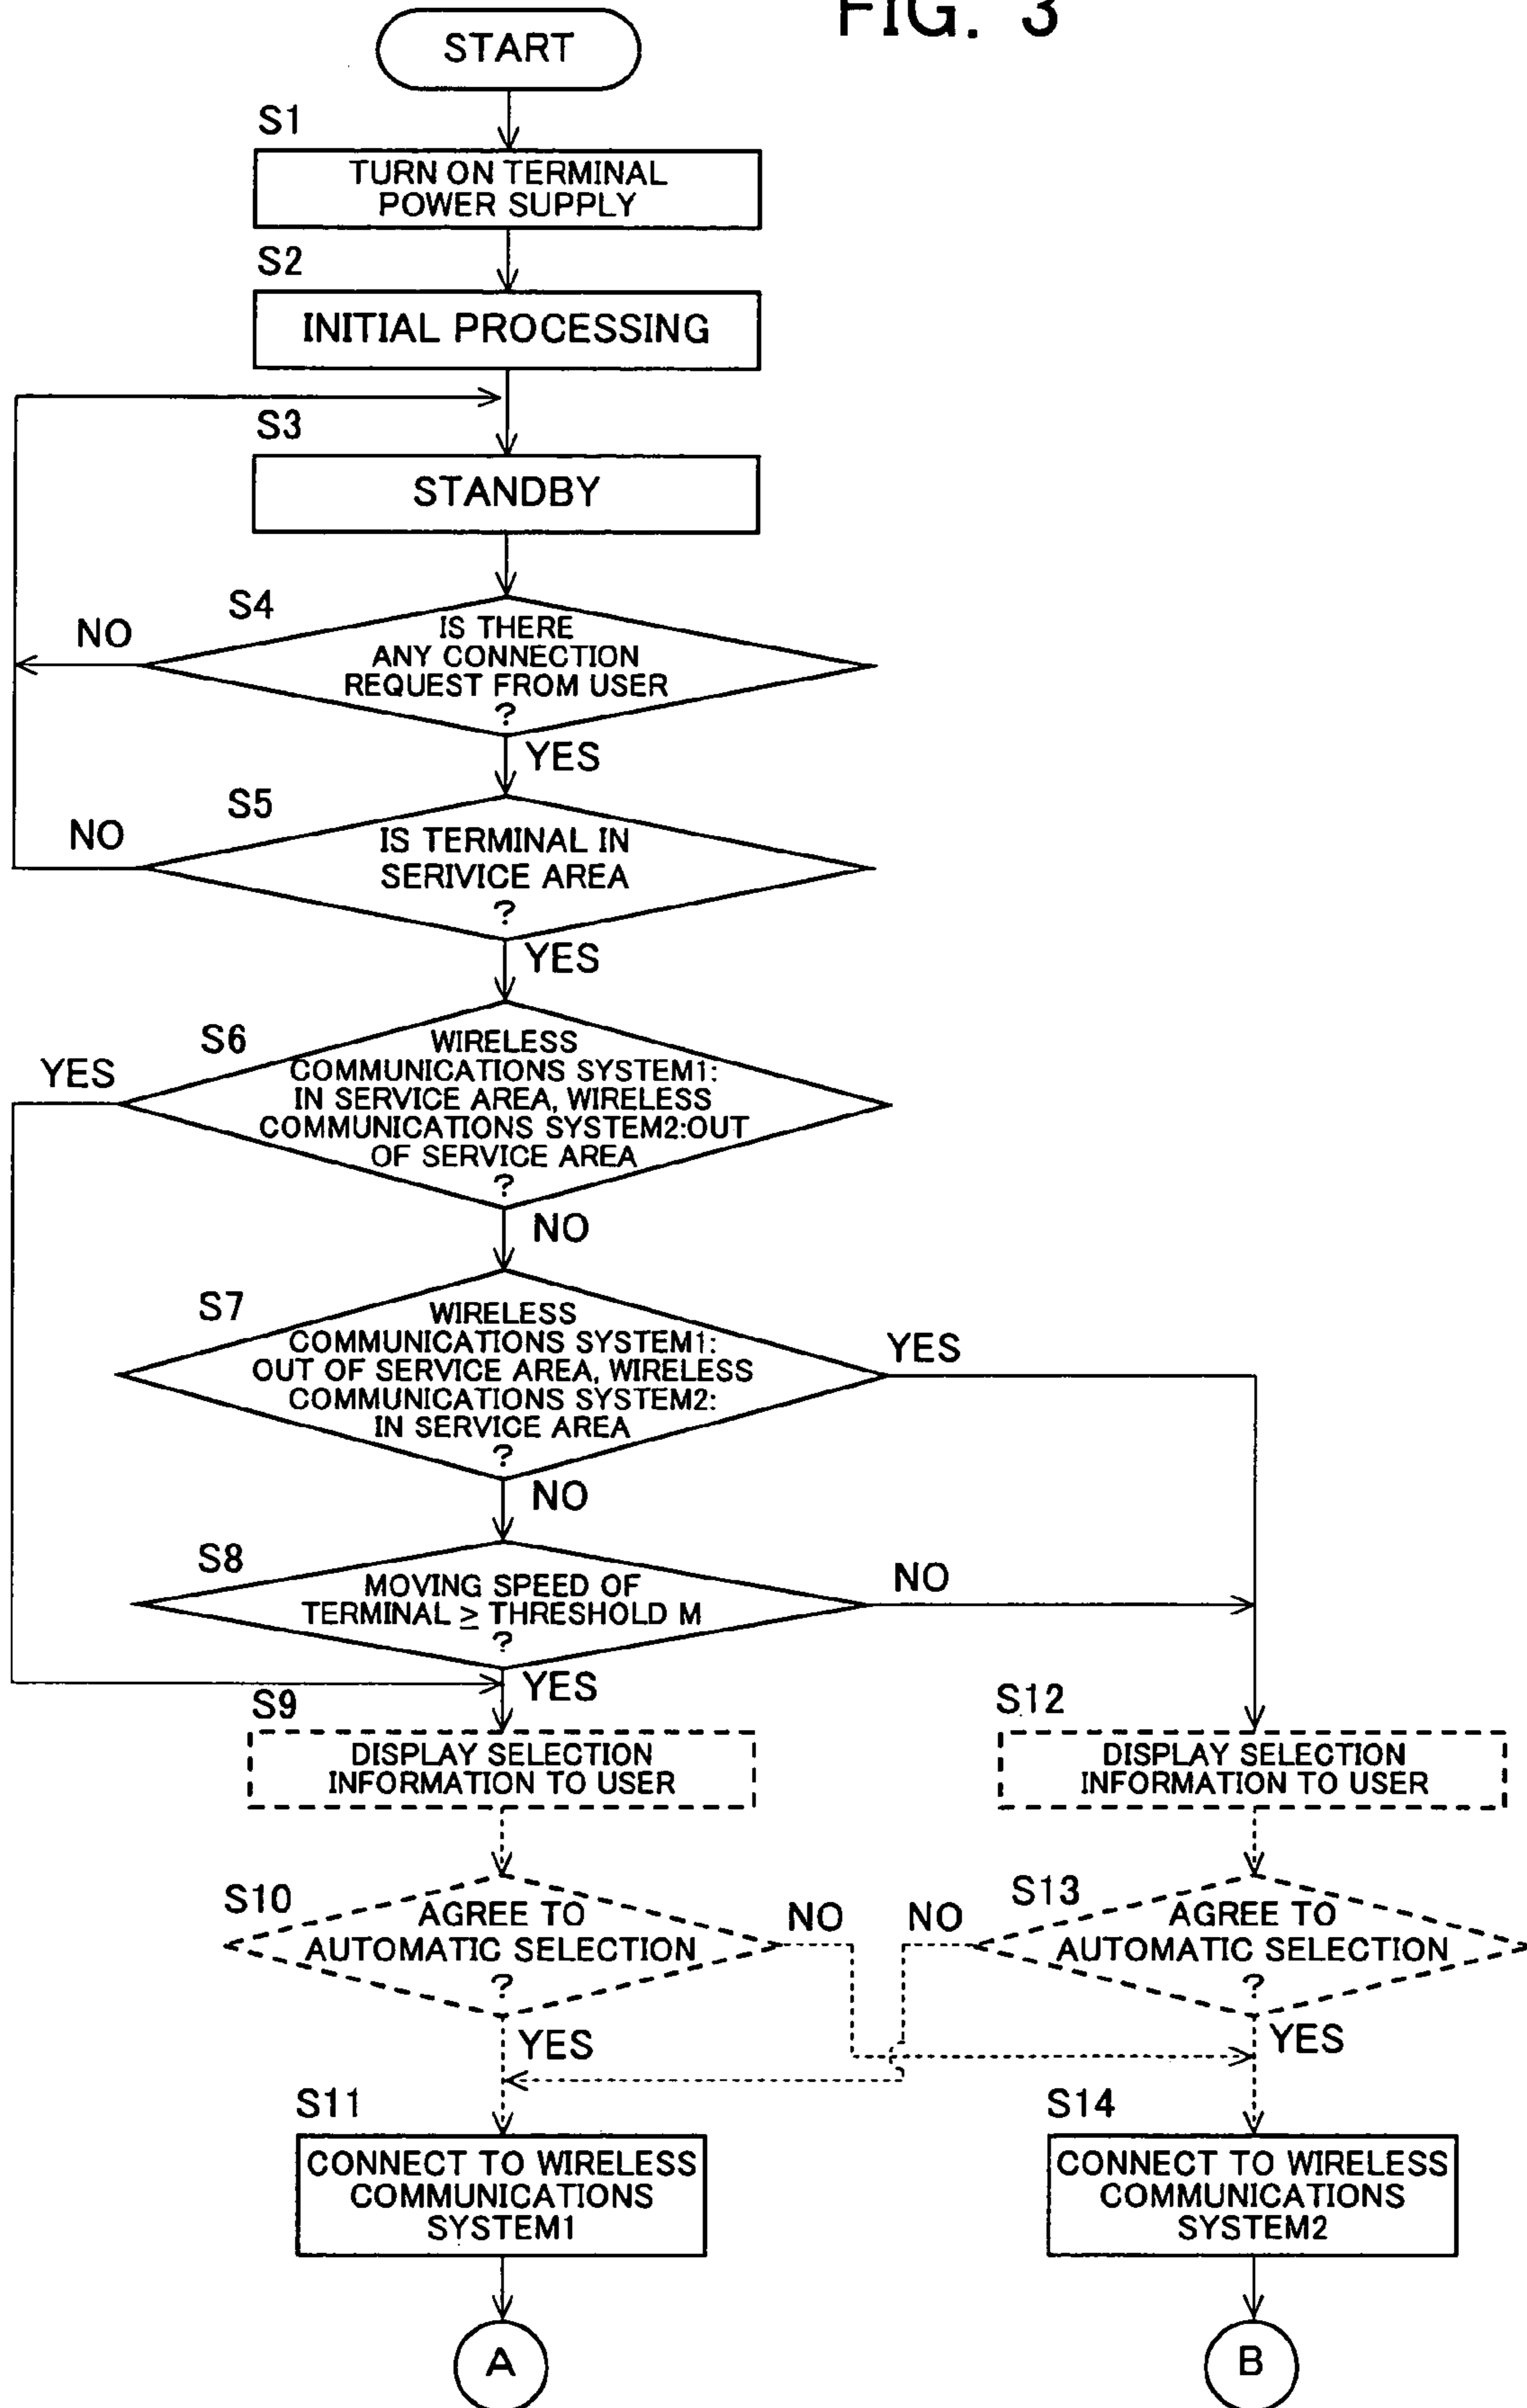 FIG. 3
START
S1
TURN ON TERMINAL
POWER SUPPLY
S2
INITIAL PROCESSING
S3
STANDBY
S4
NO
IS THERE
ANY CONNECTION
REQUEST FROM USER
?
YES
S5
NO
IS TERMINAL IN
SERIVICE AREA
?
YES
S6
YES
WIRELESS
COMMUNICATIONS SYSTEM1:
IN SERVICE AREA, WIRELESS
COMMUNICATIONS SYSTEM2:OUT
OF SERVICE AREA
?
NO
S7
WIRELESS
COMMUNICATIONS SYSTEM1:
OUT OF SERVICE AREA, WIRELESS
COMMUNICATIONS SYSTEM2:
IN SERVICE AREA
?
YES
NO
S8
MOVING SPEED OF
TERMINAL ≥ THRESHOLD M
?
NO
YES
S9
DISPLAY SELECTION
INFORMATION TO USER
S12
DISPLAY SELECTION
INFORMATION TO USER
S10
AGREE TO
AUTOMATIC SELECTION
?
NO
YES
S13
NO
AGREE TO
AUTOMATIC SELECTION
?
YES
S11
CONNECT TO WIRELESS
COMMUNICATIONS
SYSTEM1
S14
CONNECT TO WIRELESS
COMMUNICATIONS
SYSTEM2
A
B